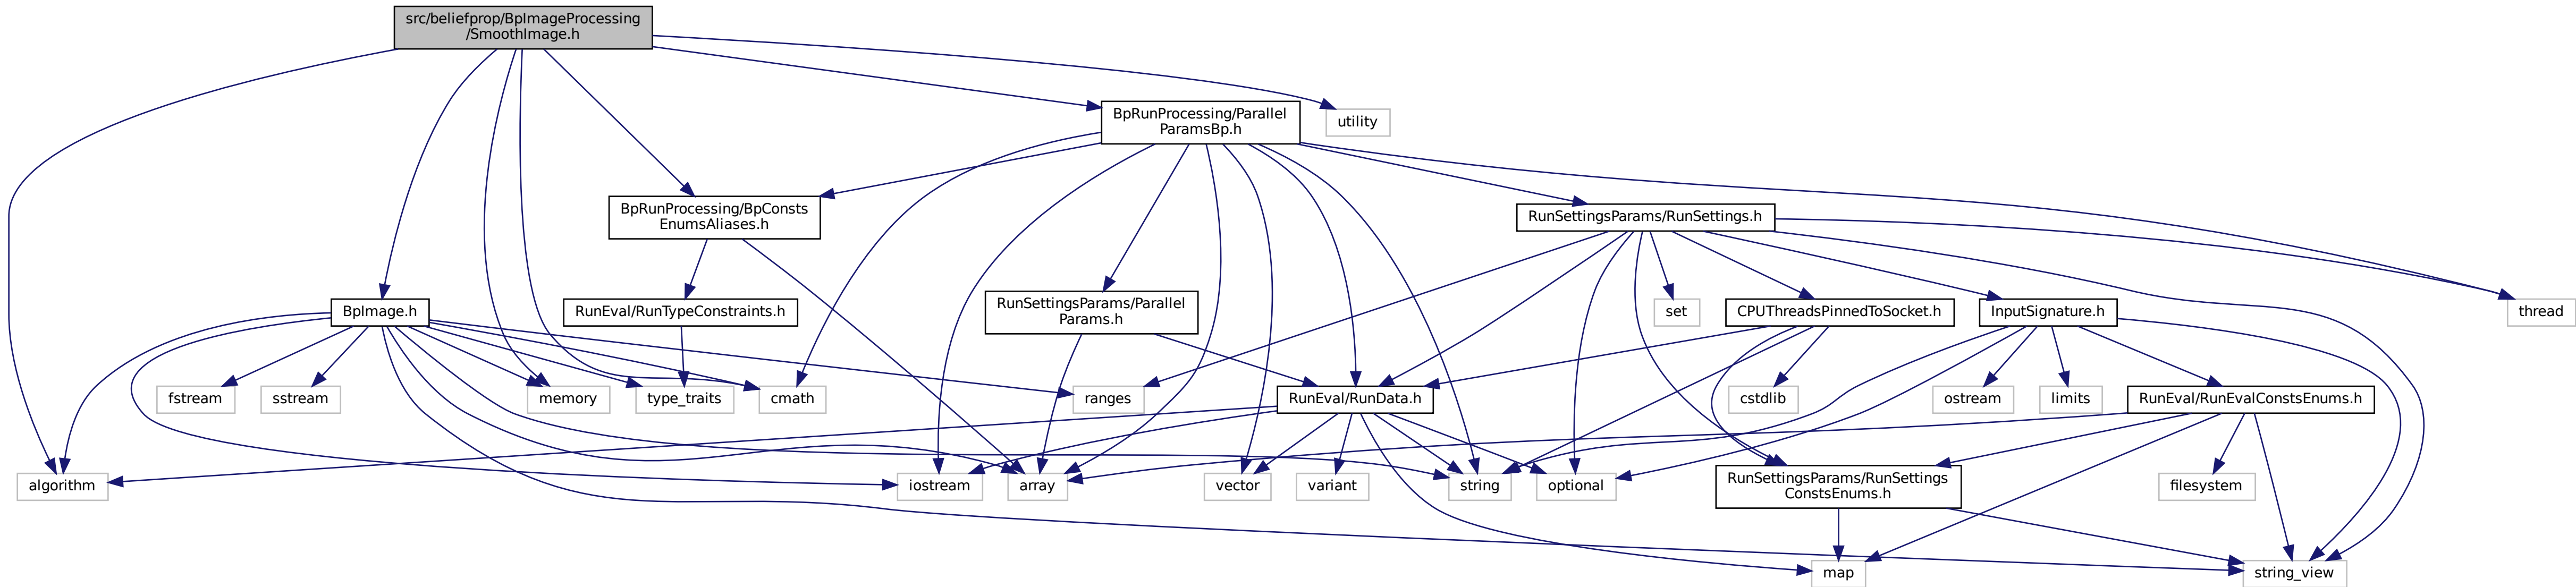 src/beliefprop/BpImageProcessing
/SmoothImage.h
BpRunProcessing/Parallel
ParamsBp.h
utility
BpRunProcessing/BpConsts
EnumsAliases.h
RunSettingsParams/RunSettings.h
BpImage.h
RunEval/RunTypeConstraints.h
RunSettingsParams/Parallel
Params.h
set
CPUThreadsPinnedToSocket.h
InputSignature.h
thread
fstream
sstream
memory
type_traits
cmath
ranges
RunEval/RunData.h
cstdlib
ostream
limits
RunEval/RunEvalConstsEnums.h
algorithm
iostream
array
vector
variant
string
optional
RunSettingsParams/RunSettings
ConstsEnums.h
filesystem
map
string_view